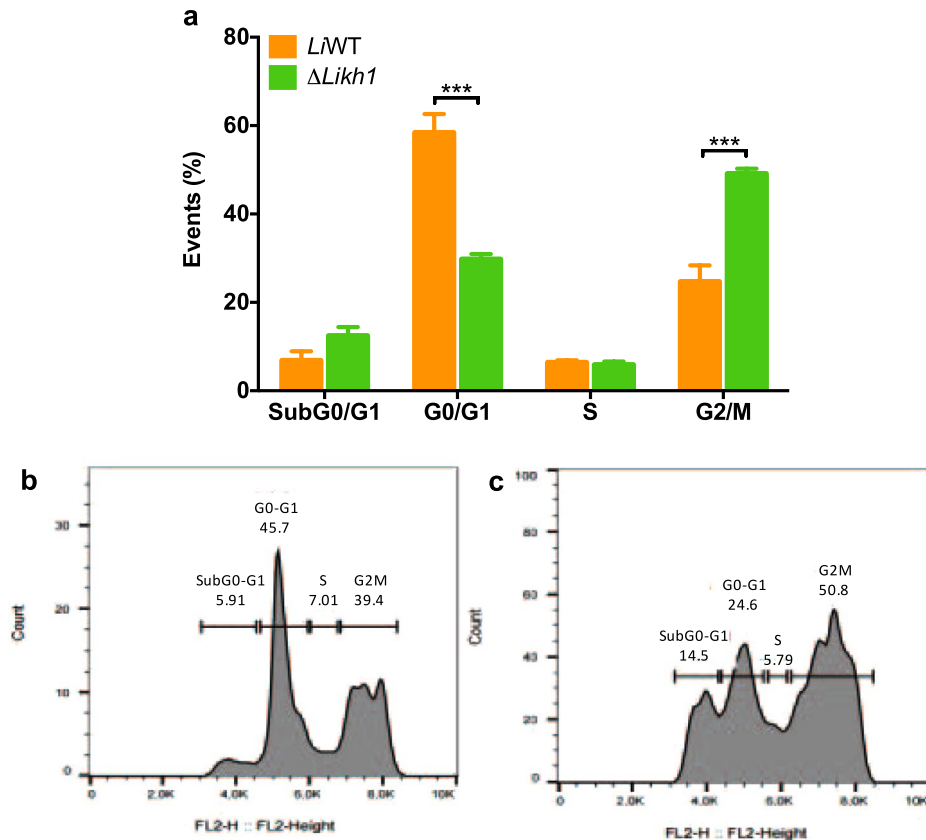 a
80
60
40
20
0
Events (%)
LiWT
ΔLikh1
***
***
SubG0/G1 G0/G1 S G2/M
b
30
20
10
0
Count
G0-G1
45.7
SubG0-G1 S G2M
5.91 7.01 39.4
0 2.0K 4.0K 6.0K 8.0K 10K
FL2-H :: FL2-Height
c
100
80
60
40
20
0
Count
G2M
50.8
G0-G1
24.6
SubG0-G1 S
14.5 5.79
0 2.0K 4.0K 6.0K 8.0K 10K
FL2-H :: FL2-Height